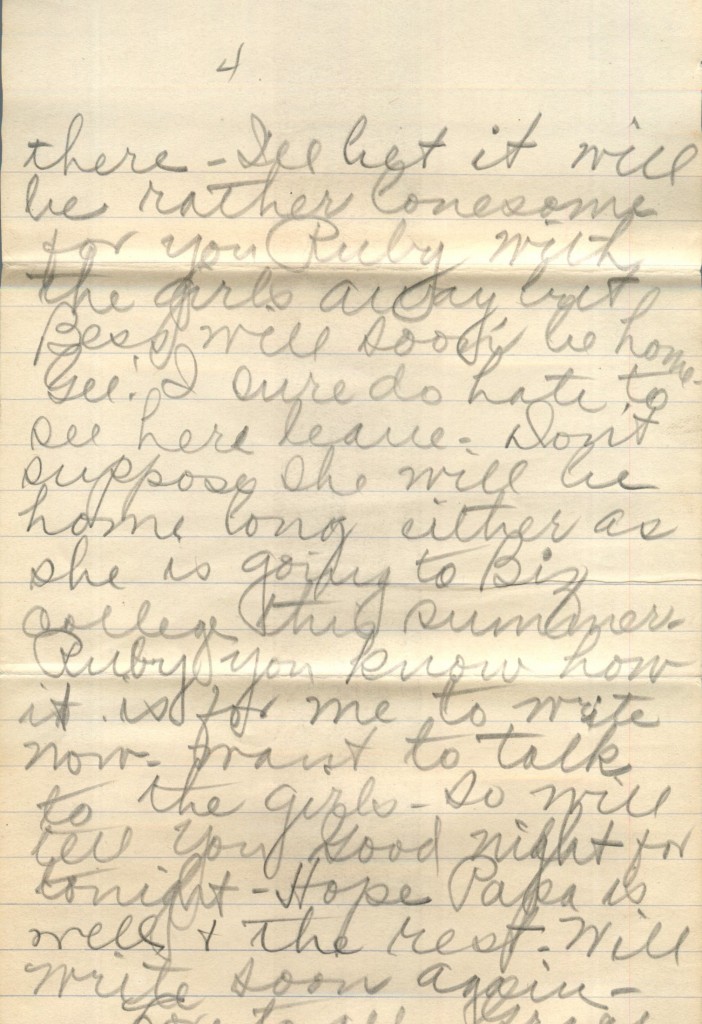 4
there - I'll bet it will
be rather lonesome
for you Ruby with
the girls away but
Bess will soon be home.
Gee! I sure do hate to
see here leave. Don't
suppose she will be
home long either as
she is going to Biz
college this summer.
Ruby you know how
it is for me to write
now. Want to talk
to the girls - So will
tell you good night for
tonight - Hope Papa is
well & the rest. Will
write soon again -
Love to all